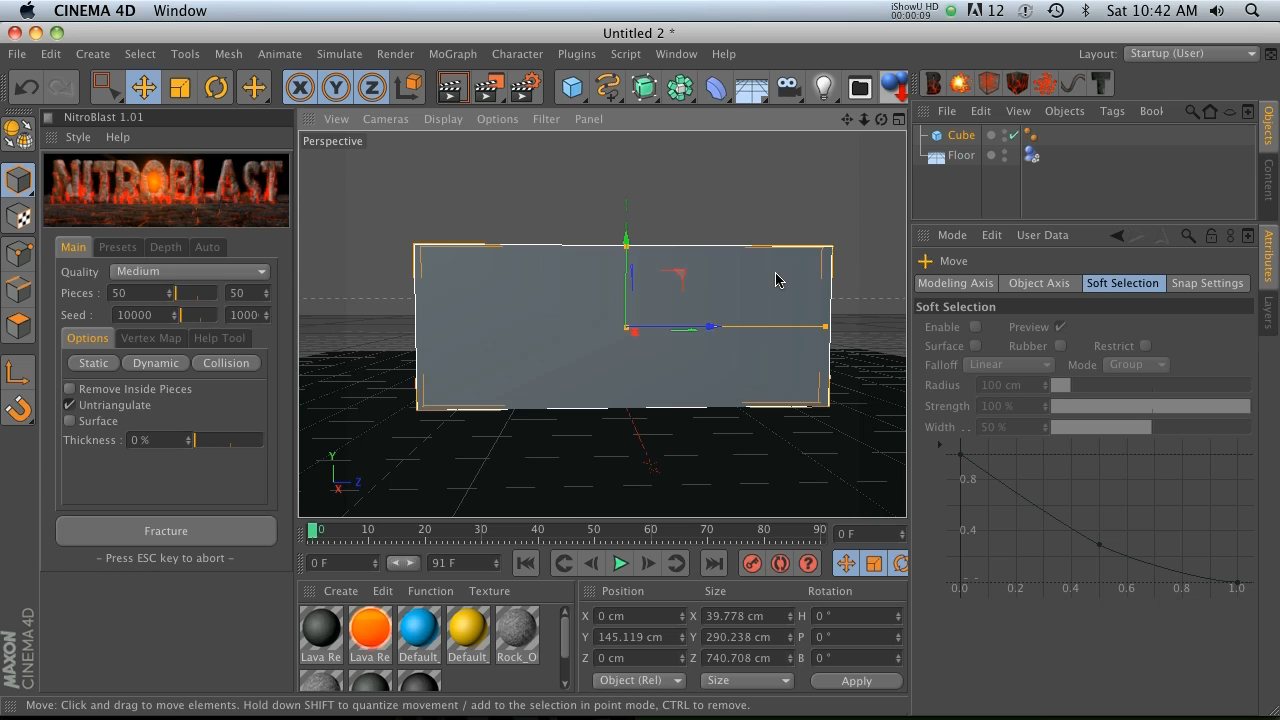 CINEMA 4D Window
iShowU HD
00:00:09
12
Sat 10:42 AM
Untitled 2 *
File Edit Create Select Tools Mesh Snimate Simulate Render MoGraph Character Plugins Script Window Help
Layout: Startup (User)
NitroBlast 1.01
Style Help
NITROBLAST
Main Presets Depth Auto
Quality Medium
Pieces : 50 50
Seed : 10000 1000
Options Vertex Map Help Tool
Static Dynamic Collision
Remove Inside Pieces
Untriangulate
Surface
Thickness : 0 %
Fracture
– Press ESC key to abort –
MAXON
CINEMA 4D
View Cameras Display Options Filter Panel
Perspective
Y
Z
X
0 10 20 30 40 50 60 70 80 90
0 F
0 F 91 F
Create Edit Function Texture
Lava Re Lava Re Default_ Default_ Rock_O
Position Size Rotation
X 0 cm X 39.778 cm H 0 °
Y 145.119 cm Y 290.238 cm P 0 °
Z 0 cm Z 740.708 cm B 0 °
Object (Rel) Size Apply
File Edit View Objects Tags Bool
Cube
Floor
Objects
Content
Mode Edit User Data
Move
Modeling Axis Object Axis Soft Selection Snap Settings
Soft Selection
Enable Preview
Surface Rubber Restrict
Falloff Linear Mode Group
Radius 100 cm
Strength 100 %
Width . . 50 %
0.8
0.4
0.0 0.2 0.4 0.6 0.8 1.0
Attributes
Layers
Move: Click and drag to move elements. Hold down SHIFT to quantize movement / add to the selection in point mode, CTRL to remove.